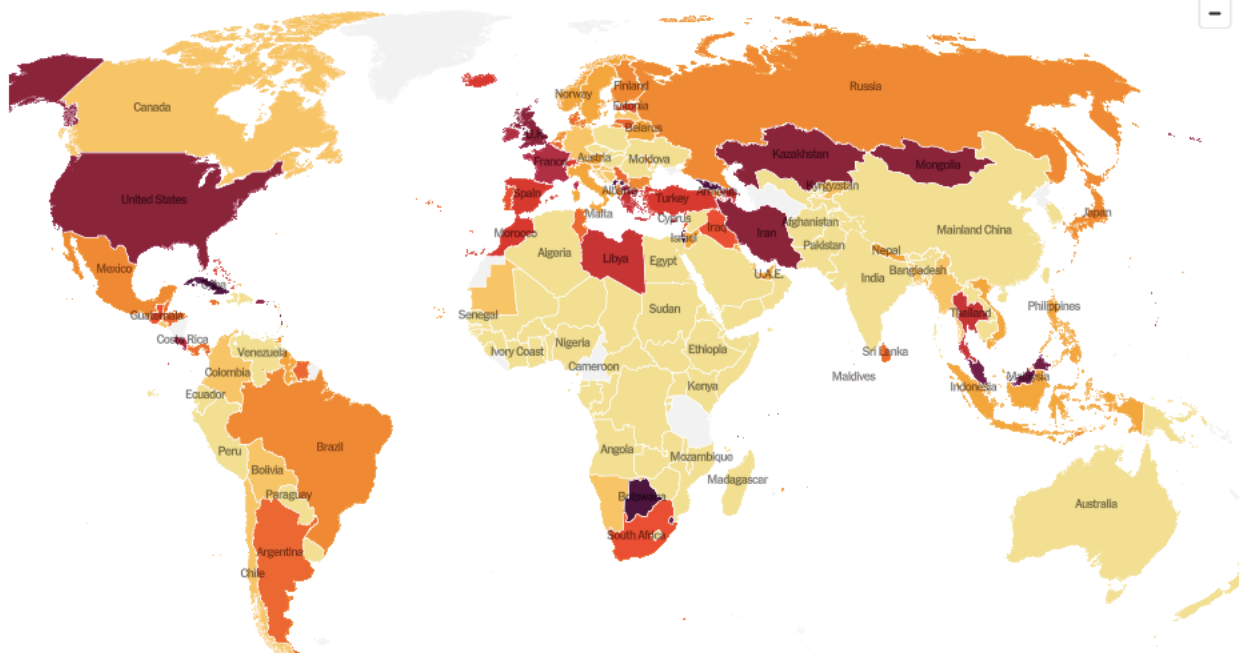 −
Canada
Russia
Norway
Finland
Estonia
Belarus
U.K.
France
Austria
Moldova
Kazakhstan
Mongolia
United States
Spain
Turkey
Kyrgyzstan
Malta
Cyprus
Japan
Morocco
Israel
Iraq
Iran
Afghanistan
Mainland China
Algeria
Libya
Egypt
Pakistan
Nepal
Mexico
U.A.E.
India
Bangladesh
Guatemala
Senegal
Sudan
Thailand
Philippines
Costa Rica
Nigeria
Ivory Coast
Ethiopia
Venezuela
Sri Lanka
Cameroon
Colombia
Maldives
Malaysia
Kenya
Indonesia
Ecuador
Brazil
Peru
Angola
Mozambique
Bolivia
Madagascar
Paraguay
Botswana
Australia
South Africa
Argentina
Chile